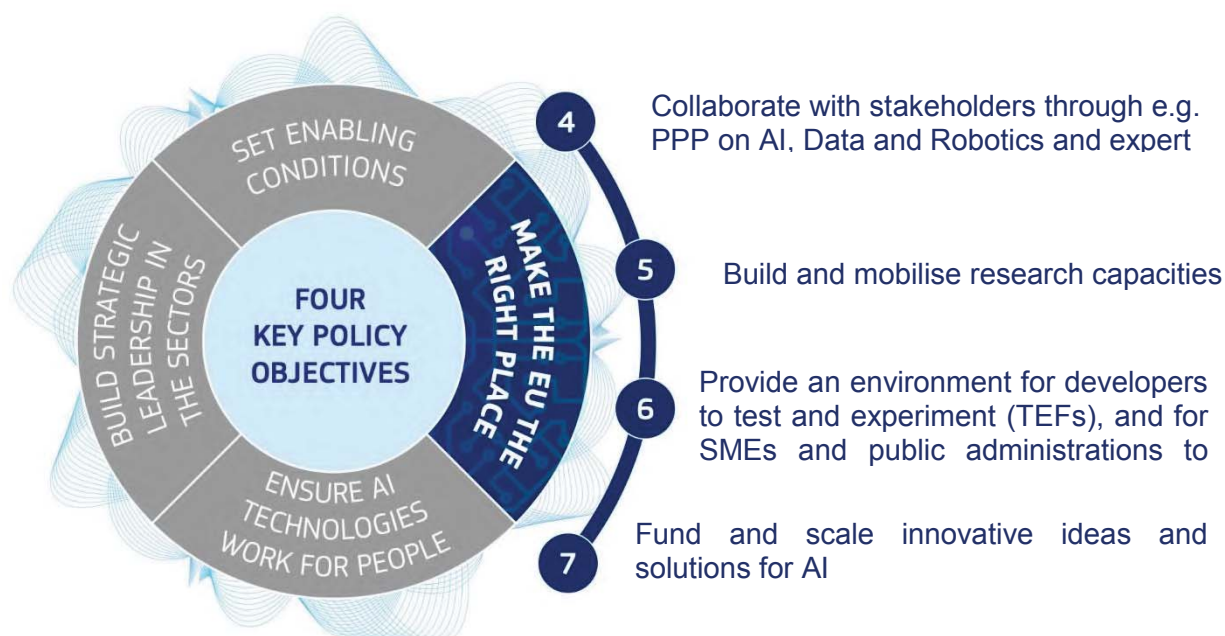 SET ENABLING
CONDITIONS
BUILD STRATEGIC
LEADERSHIP IN
THE SECTORS
FOUR
KEY POLICY
OBJECTIVES
MAKE THE EU THE
RIGHT PLACE
ENSURE AI
TECHNOLOGIES
WORK FOR PEOPLE
4
Collaborate with stakeholders through e.g.
PPP on AI, Data and Robotics and expert
5
Build and mobilise research capacities
6
Provide an environment for developers
to test and experiment (TEFs), and for
SMEs and public administrations to
7
Fund and scale innovative ideas and
solutions for AI